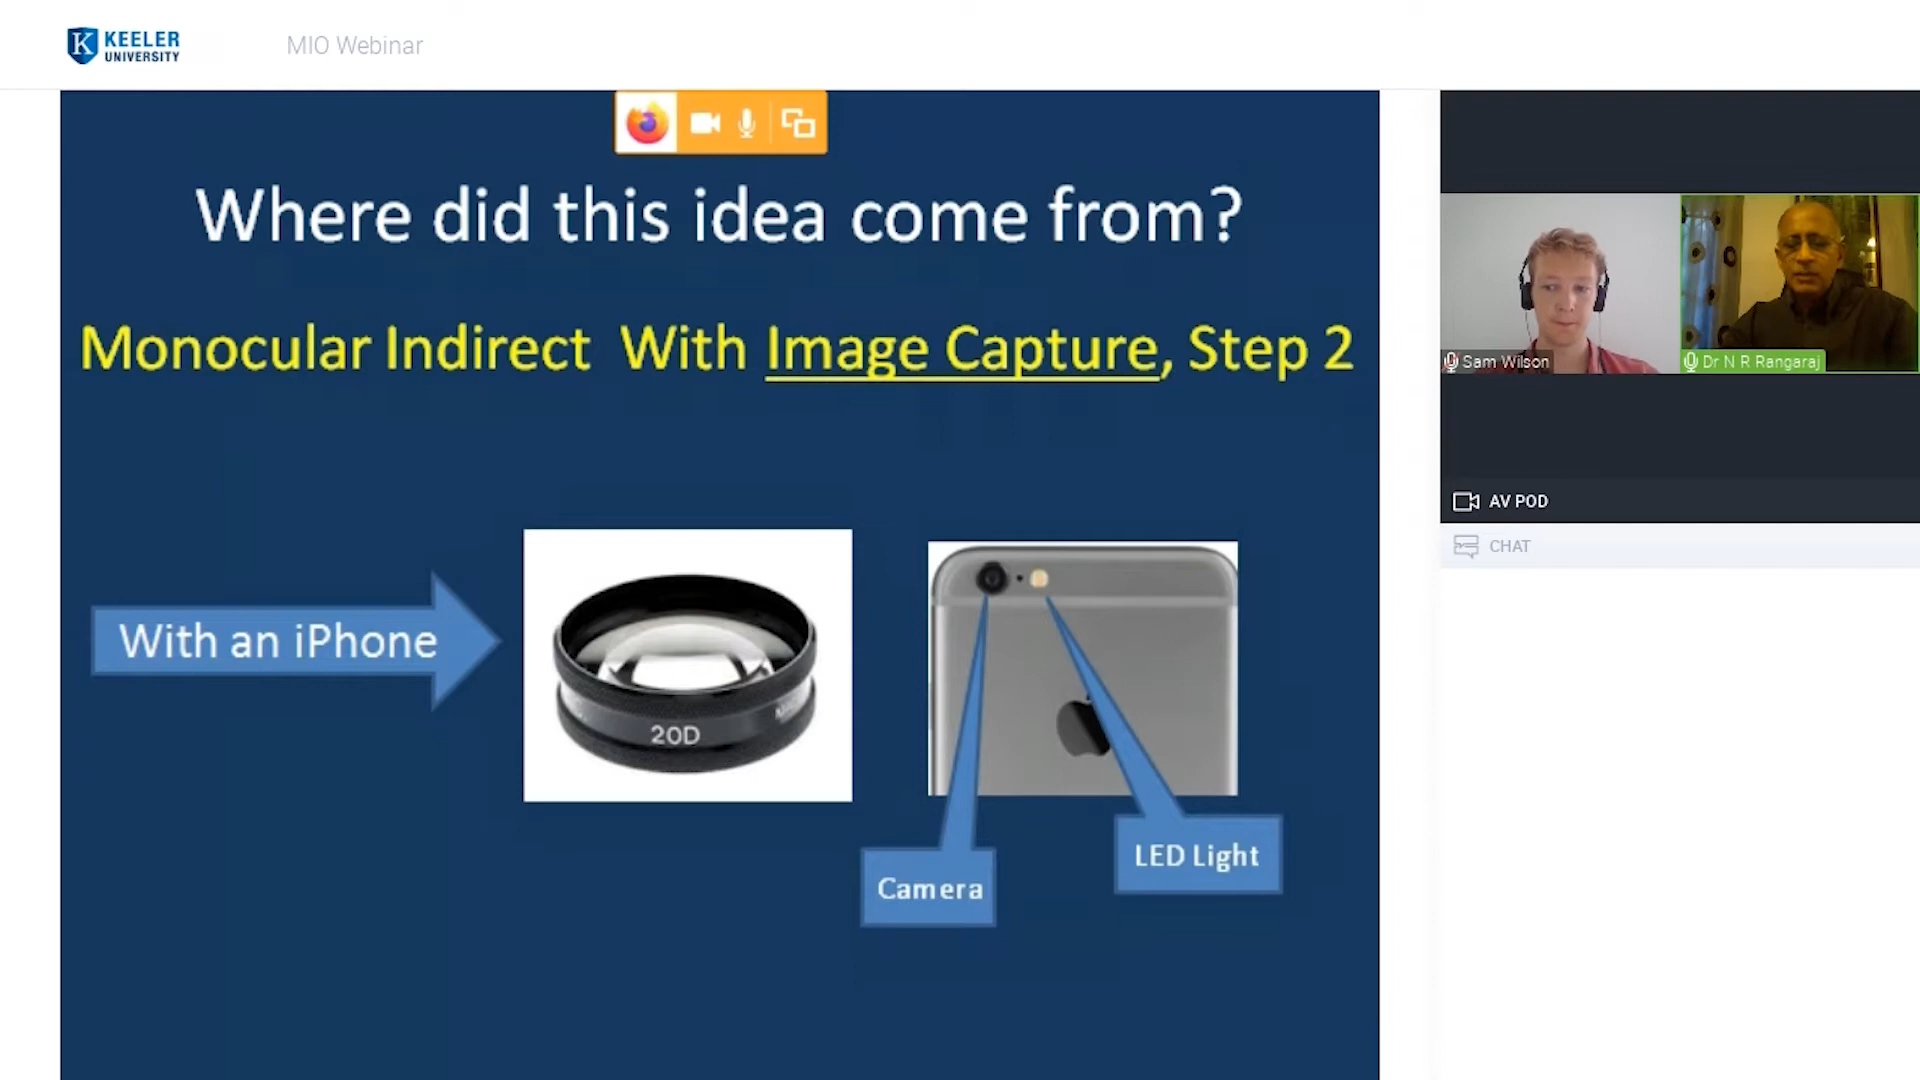 KEELER
UNIVERSITY
MIO Webinar
Where did this idea come from?
Monocular Indirect With Image Capture, Step 2
With an iPhone
20D
Camera
LED Light
Sam Wilson
Dr N R Rangaraj
AV POD
CHAT